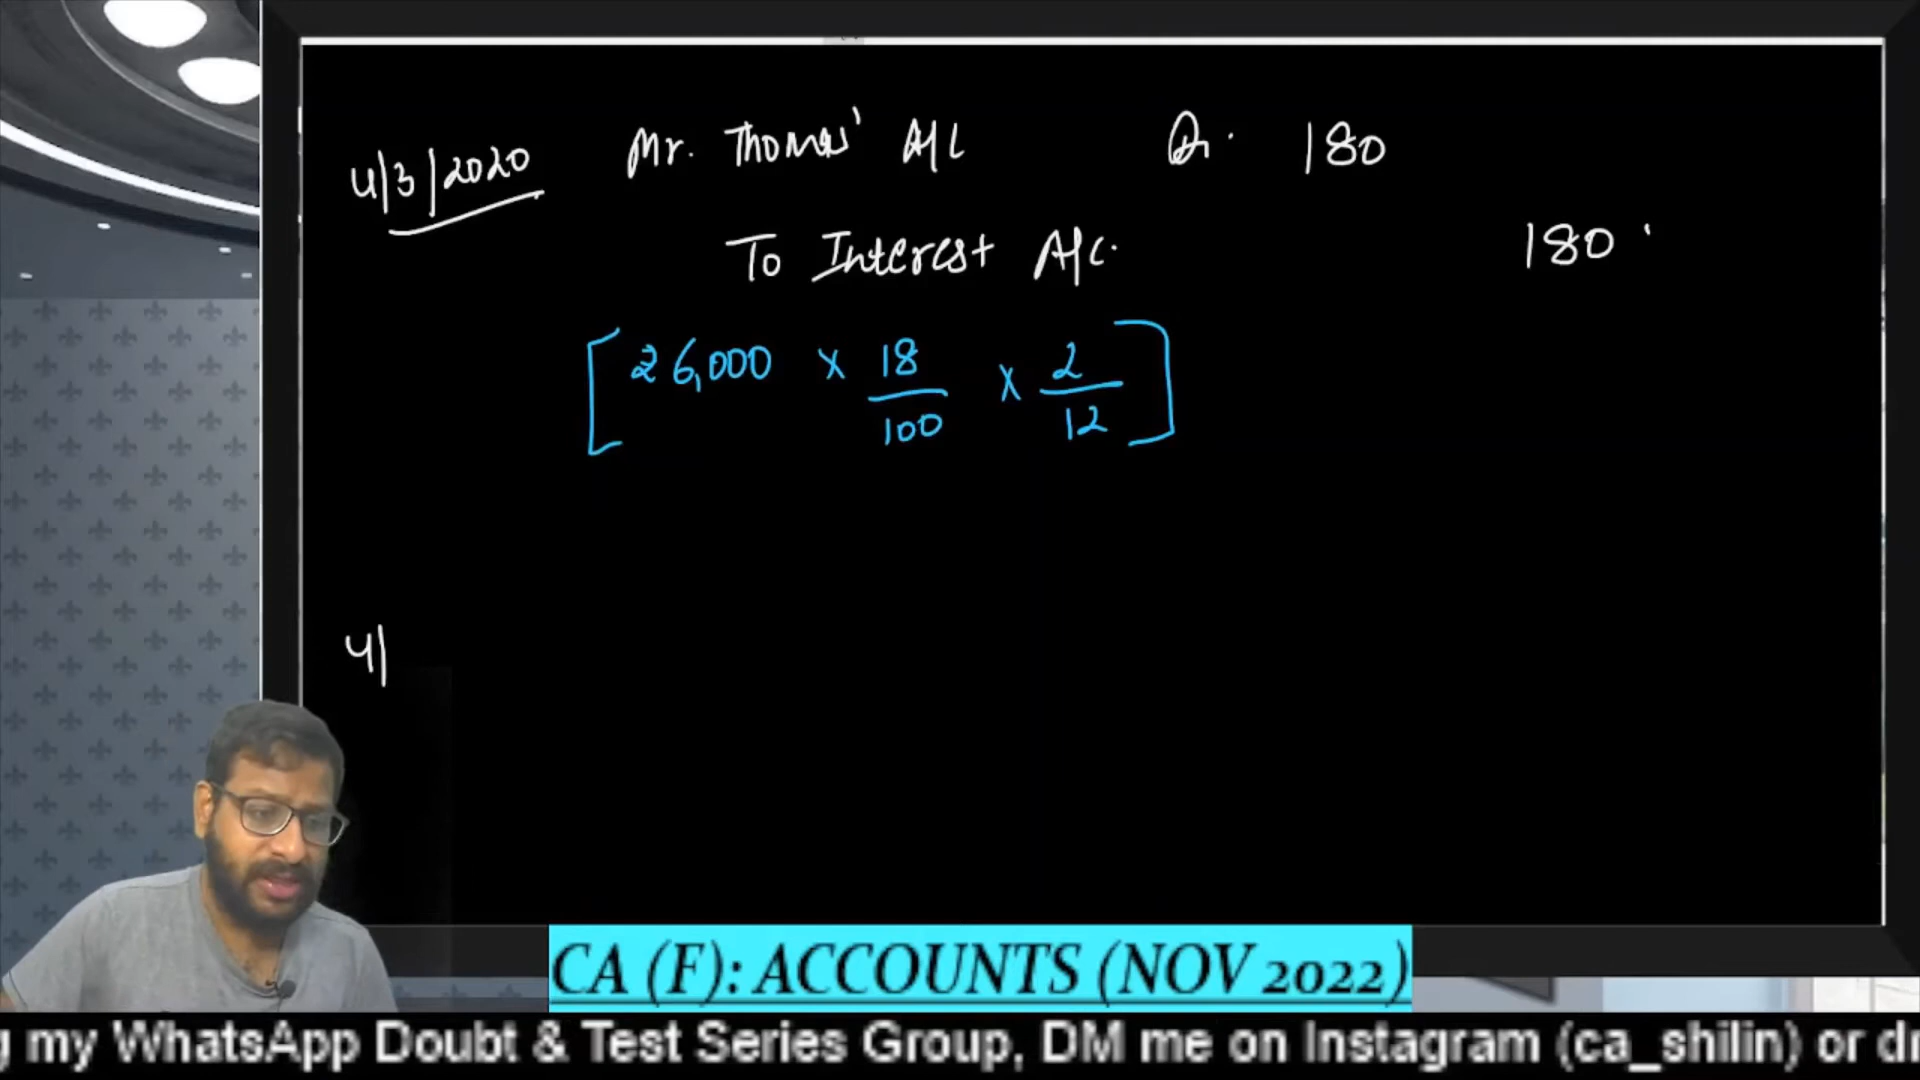 4/3/2020 Mr. Thomas' A/c Dr. 180
To Interest A/c. 180
[ ₹ 6,000 × 18/100 × 2/12 ]
4/
CA (F): ACCOUNTS (NOV 2022)
g my WhatsApp Doubt & Test Series Group, DM me on Instagram (ca_shilin) or dr